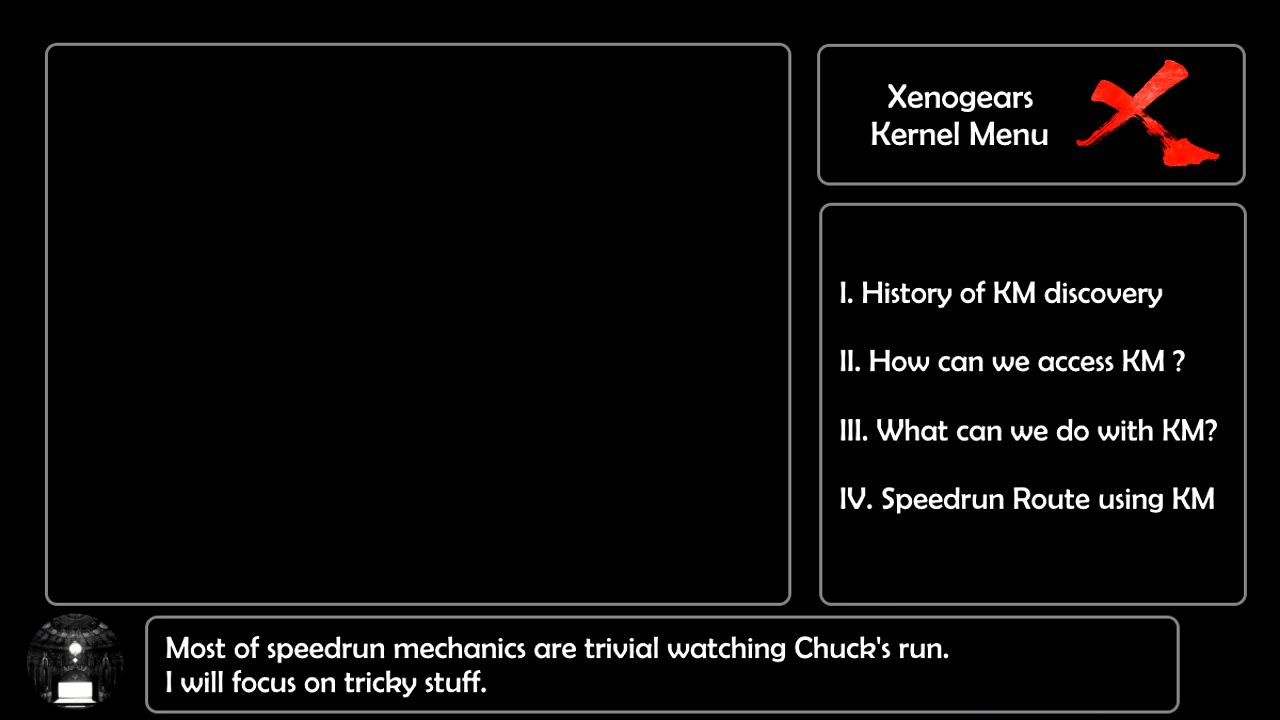 Xenogears
Kernel Menu
I. History of KM discovery
II. How can we access KM ?
III. What can we do with KM?
IV. Speedrun Route using KM
Most of speedrun mechanics are trivial watching Chuck's run.
I will focus on tricky stuff.